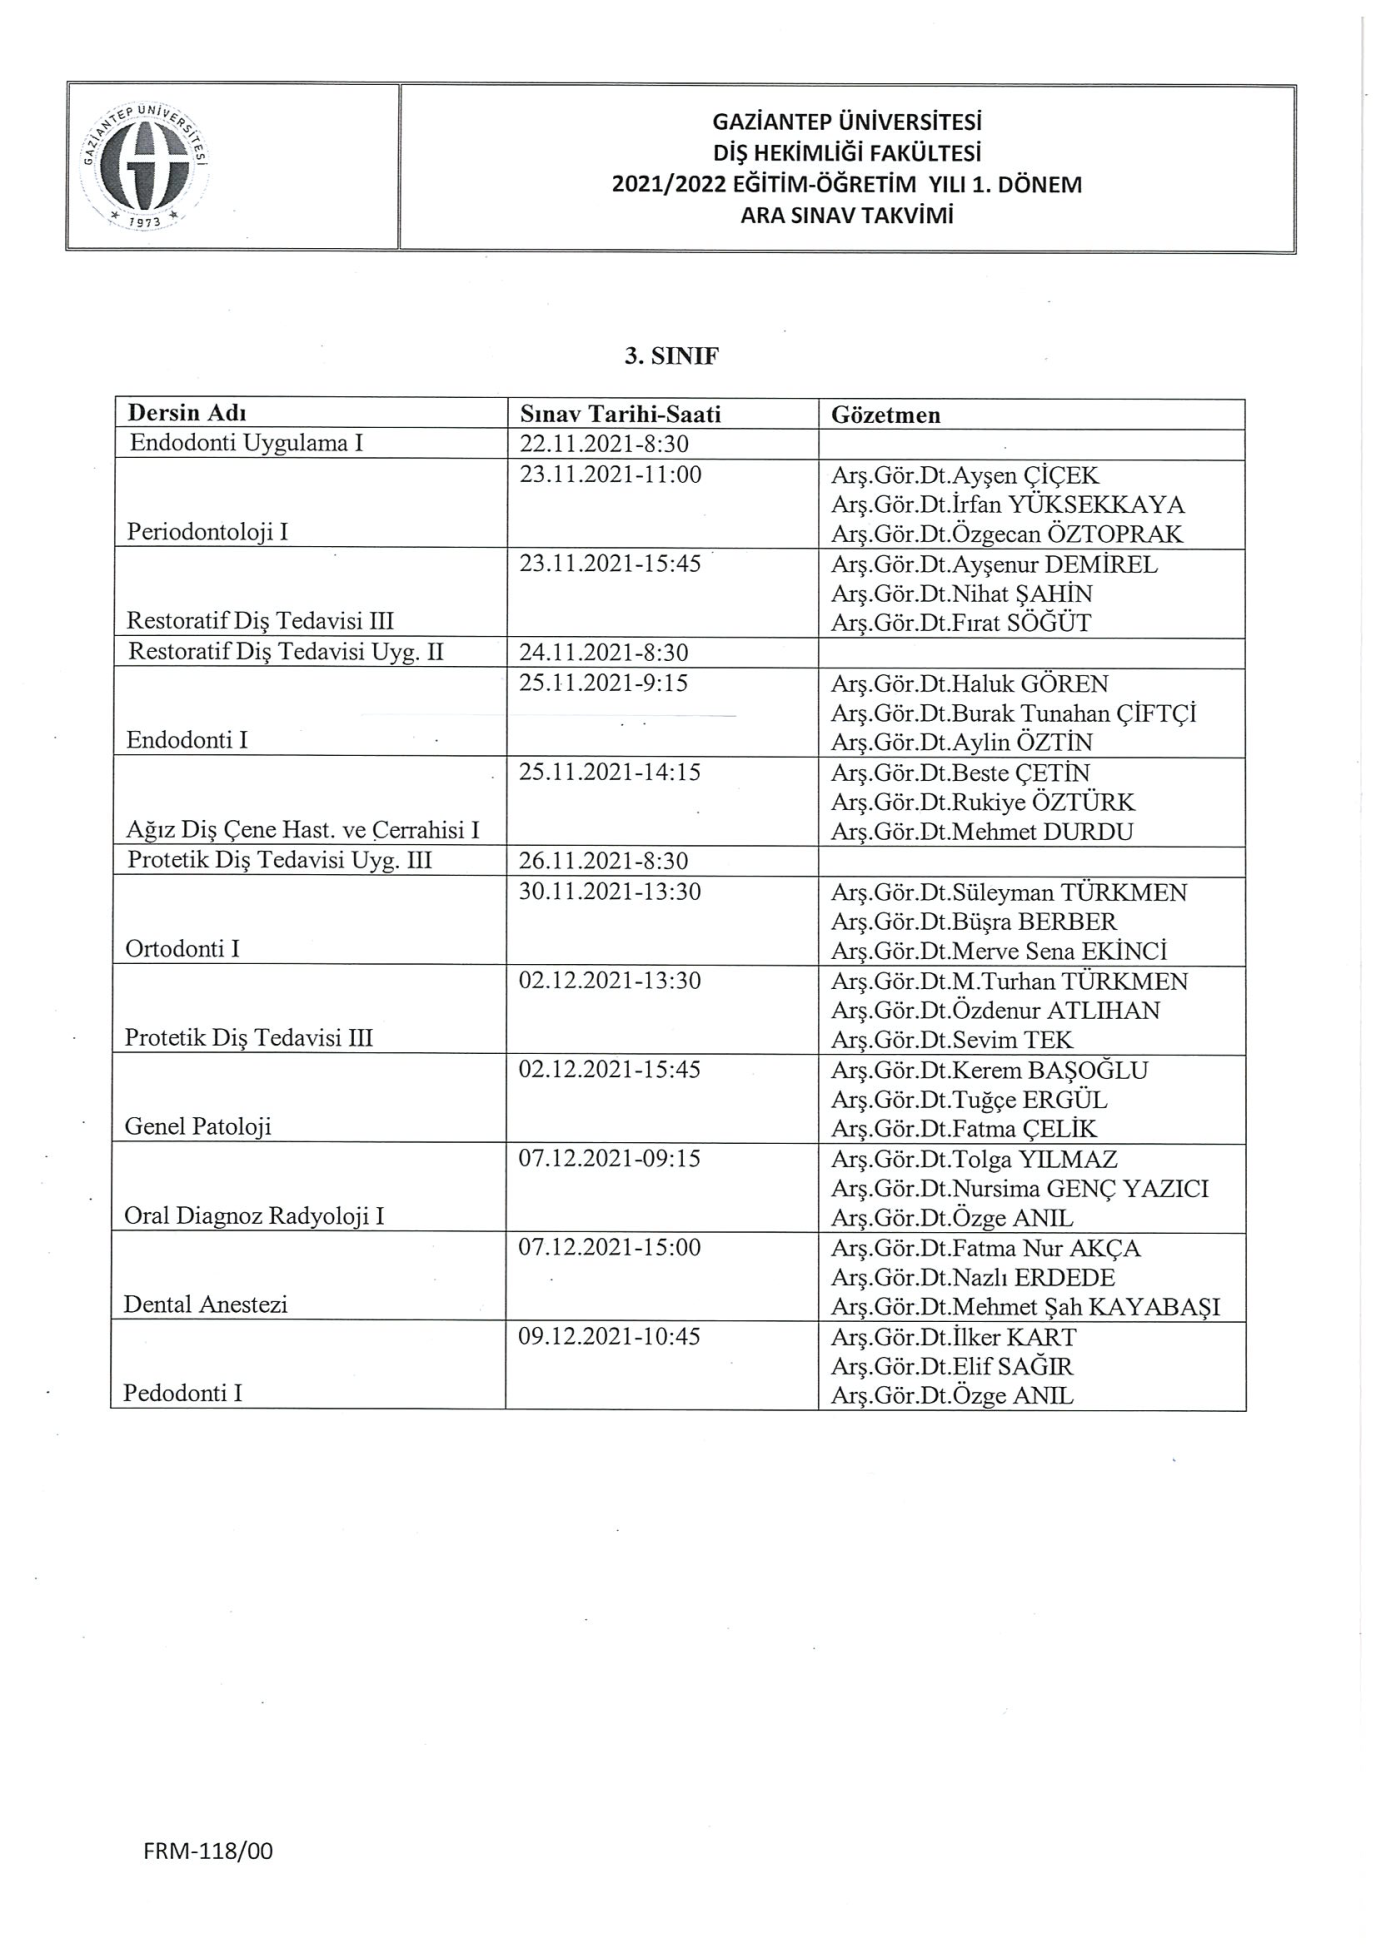 GAZİANTEP ÜNİVERSİTESİ
1973
GAZİANTEP ÜNİVERSİTESİ
DİŞ HEKİMLİĞİ FAKÜLTESİ
2021/2022 EĞİTİM-ÖĞRETİM YILI 1. DÖNEM
ARA SINAV TAKVİMİ
3. SINIF
Dersin Adı Sınav Tarihi-Saati Gözetmen
Endodonti Uygulama I 22.11.2021-8:30
23.11.2021-11:00 Arş.Gör.Dt.Ayşen ÇİÇEK
Arş.Gör.Dt.İrfan YÜKSEKKAYA
Periodontoloji I Arş.Gör.Dt.Özgecan ÖZTOPRAK
23.11.2021-15:45 Arş.Gör.Dt.Ayşenur DEMİREL
Arş.Gör.Dt.Nihat ŞAHİN
Restoratif Diş Tedavisi III Arş.Gör.Dt.Fırat SÖĞÜT
Restoratif Diş Tedavisi Uyg. II 24.11.2021-8:30
25.11.2021-9:15 Arş.Gör.Dt.Haluk GÖREN
Arş.Gör.Dt.Burak Tunahan ÇİFTÇİ
Endodonti I Arş.Gör.Dt.Aylin ÖZTİN
25.11.2021-14:15 Arş.Gör.Dt.Beste ÇETİN
Arş.Gör.Dt.Rukiye ÖZTÜRK
Ağız Diş Çene Hast. ve Cerrahisi I Arş.Gör.Dt.Mehmet DURDU
Protetik Diş Tedavisi Uyg. III 26.11.2021-8:30
30.11.2021-13:30 Arş.Gör.Dt.Süleyman TÜRKMEN
Arş.Gör.Dt.Büşra BERBER
Ortodonti I Arş.Gör.Dt.Merve Sena EKİNCİ
02.12.2021-13:30 Arş.Gör.Dt.M.Turhan TÜRKMEN
Arş.Gör.Dt.Özdenur ATLIHAN
Protetik Diş Tedavisi III Arş.Gör.Dt.Sevim TEK
02.12.2021-15:45 Arş.Gör.Dt.Kerem BAŞOĞLU
Arş.Gör.Dt.Tuğçe ERGÜL
Genel Patoloji Arş.Gör.Dt.Fatma ÇELİK
07.12.2021-09:15 Arş.Gör.Dt.Tolga YILMAZ
Arş.Gör.Dt.Nursima GENÇ YAZICI
Oral Diagnoz Radyoloji I Arş.Gör.Dt.Özge ANIL
07.12.2021-15:00 Arş.Gör.Dt.Fatma Nur AKÇA
Arş.Gör.Dt.Nazlı ERDEDE
Dental Anestezi Arş.Gör.Dt.Mehmet Şah KAYABAŞI
09.12.2021-10:45 Arş.Gör.Dt.İlker KART
Arş.Gör.Dt.Elif SAĞIR
Pedodonti I Arş.Gör.Dt.Özge ANIL
FRM-118/00